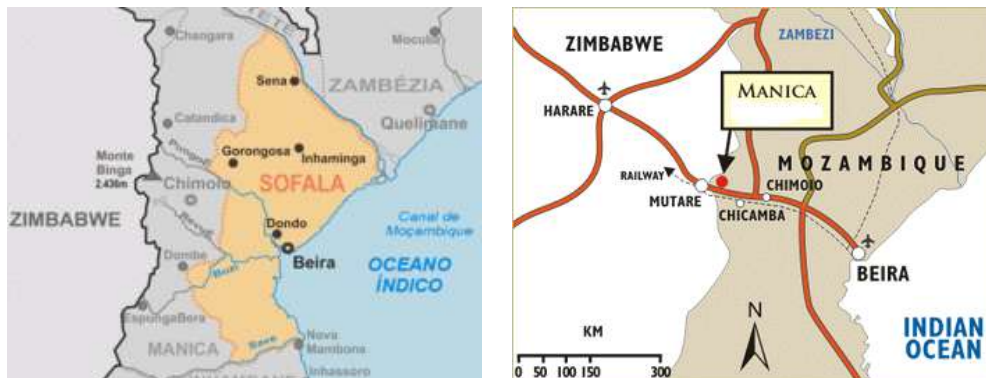 TETE
Changara
Mocuba
Sena
ZAMBÉZIA
Catandica
Quelimane
Pungoé
Gorongosa
Inhaminga
Monte
Binga
2.436m
Chimoio
SOFALA
ZIMBABWE
Dondo
Canal de
Moçambique
Beira
Dombe
Buzi
OCEANO
ÍNDICO
EspungaBera
Save
Nova
Mambone
MANICA
Inhassoro
ZIMBABWE
ZAMBEZI
MANICA
HARARE
MOZAMBIQUE
RAILWAY
CHIMOIO
MUTARE
CHICAMBA
BEIRA
N
KM
INDIAN
OCEAN
0 50 100 150 300